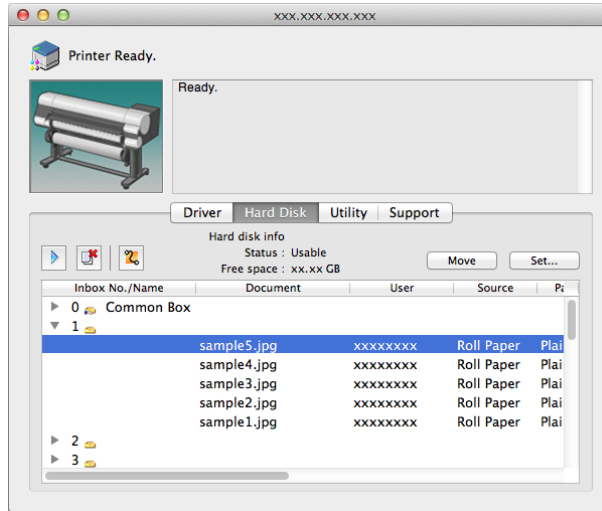 xxx.xxx.xxx.xxx
Printer Ready.
Ready.
Driver Hard Disk Utility Support
Hard disk info
Status : Usable
Free space : xx.xx GB
Move Set...
Inbox No./Name Document User Source Pa
0 Common Box
1
sample5.jpg xxxxxxxx Roll Paper Plai
sample4.jpg xxxxxxxx Roll Paper Plai
sample3.jpg xxxxxxxx Roll Paper Plai
sample2.jpg xxxxxxxx Roll Paper Plai
sample1.jpg xxxxxxxx Roll Paper Plai
2
3